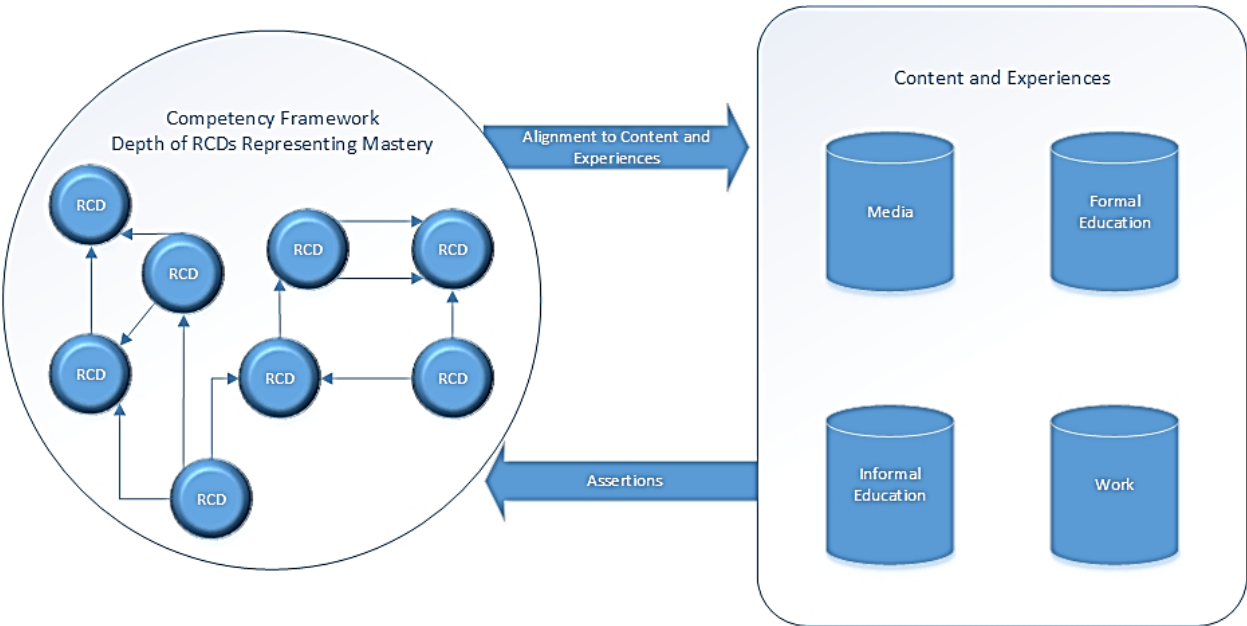 Competency Framework
Depth of RCDs Representing Mastery
RCD
RCD
RCD
RCD
RCD
RCD
RCD
RCD
Alignment to Content and
Experiences
Assertions
Content and Experiences
Media
Formal
Education
Informal
Education
Work